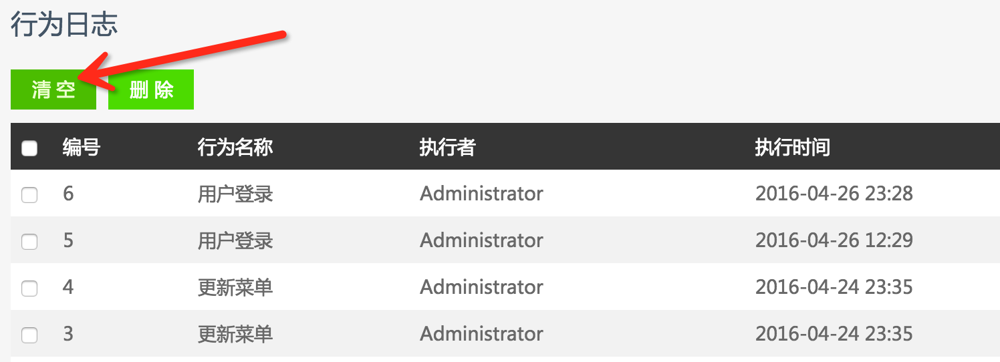 行为日志
清 空 删 除
编号 行为名称 执行者 执行时间
6 用户登录 Administrator 2016-04-26 23:28
5 用户登录 Administrator 2016-04-26 12:29
4 更新菜单 Administrator 2016-04-24 23:35
3 更新菜单 Administrator 2016-04-24 23:35